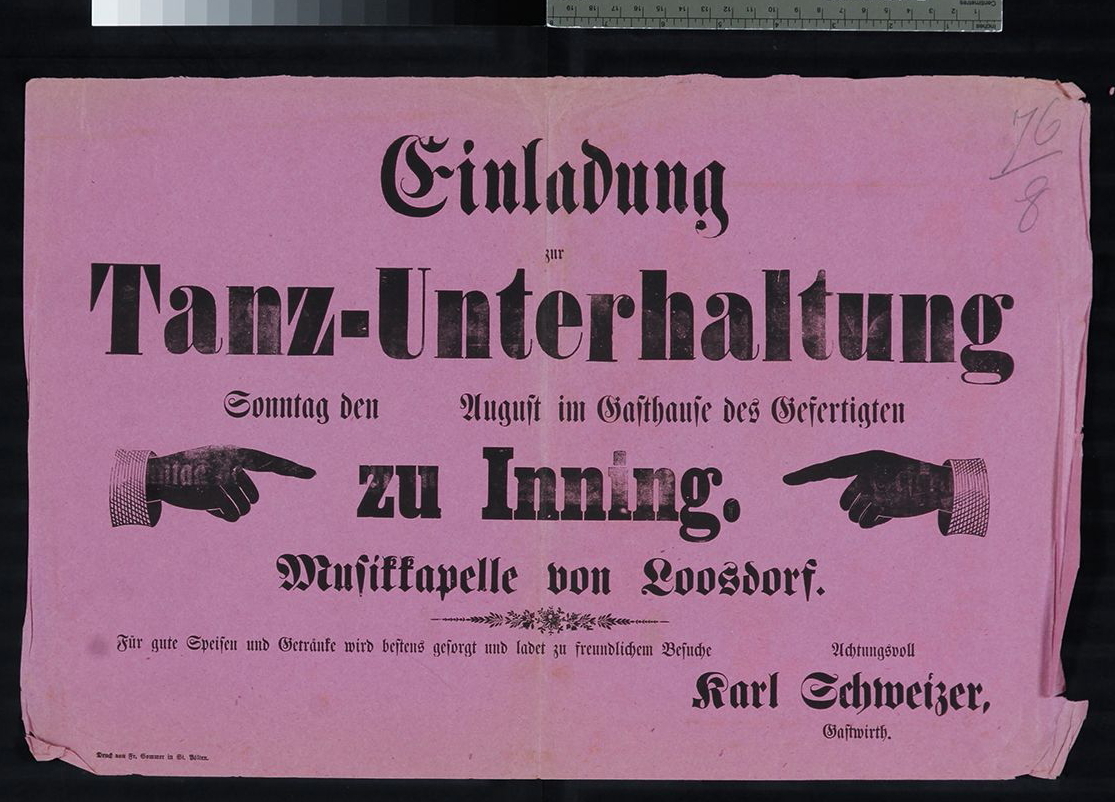 76
8
Einladung
zur
Tanz-Unterhaltung
Sonntag den August im Gasthause des Gefertigten
zu Inning.
Musikkapelle von Loosdorf.
Für gute Speisen und Getränke wird bestens gesorgt und ladet zu freundlichem Besuche
Achtungsvoll
Karl Schweizer,
Gastwirth.
Druck von Fr. Sommer in St. Pölten.